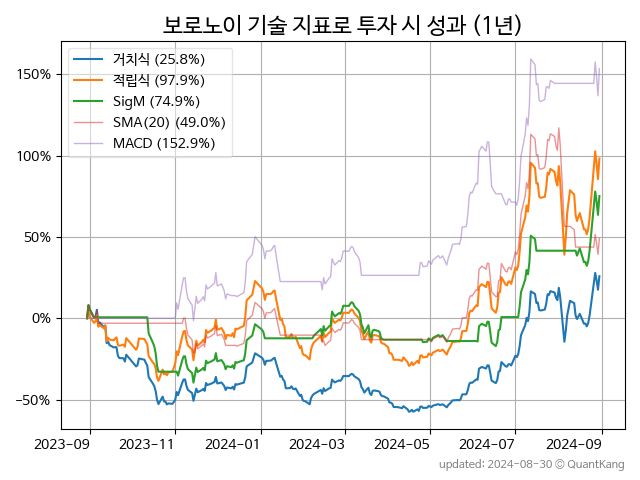 보로노이 기술 지표로 투자 시 성과 (1년)
거치식 (25.8%)
적립식 (97.9%)
SigM (74.9%)
SMA(20) (49.0%)
MACD (152.9%)
150%
100%
50%
0%
−50%
2023-09 2023-11 2024-01 2024-03 2024-05 2024-07 2024-09
updated: 2024-08-30 © QuantKang